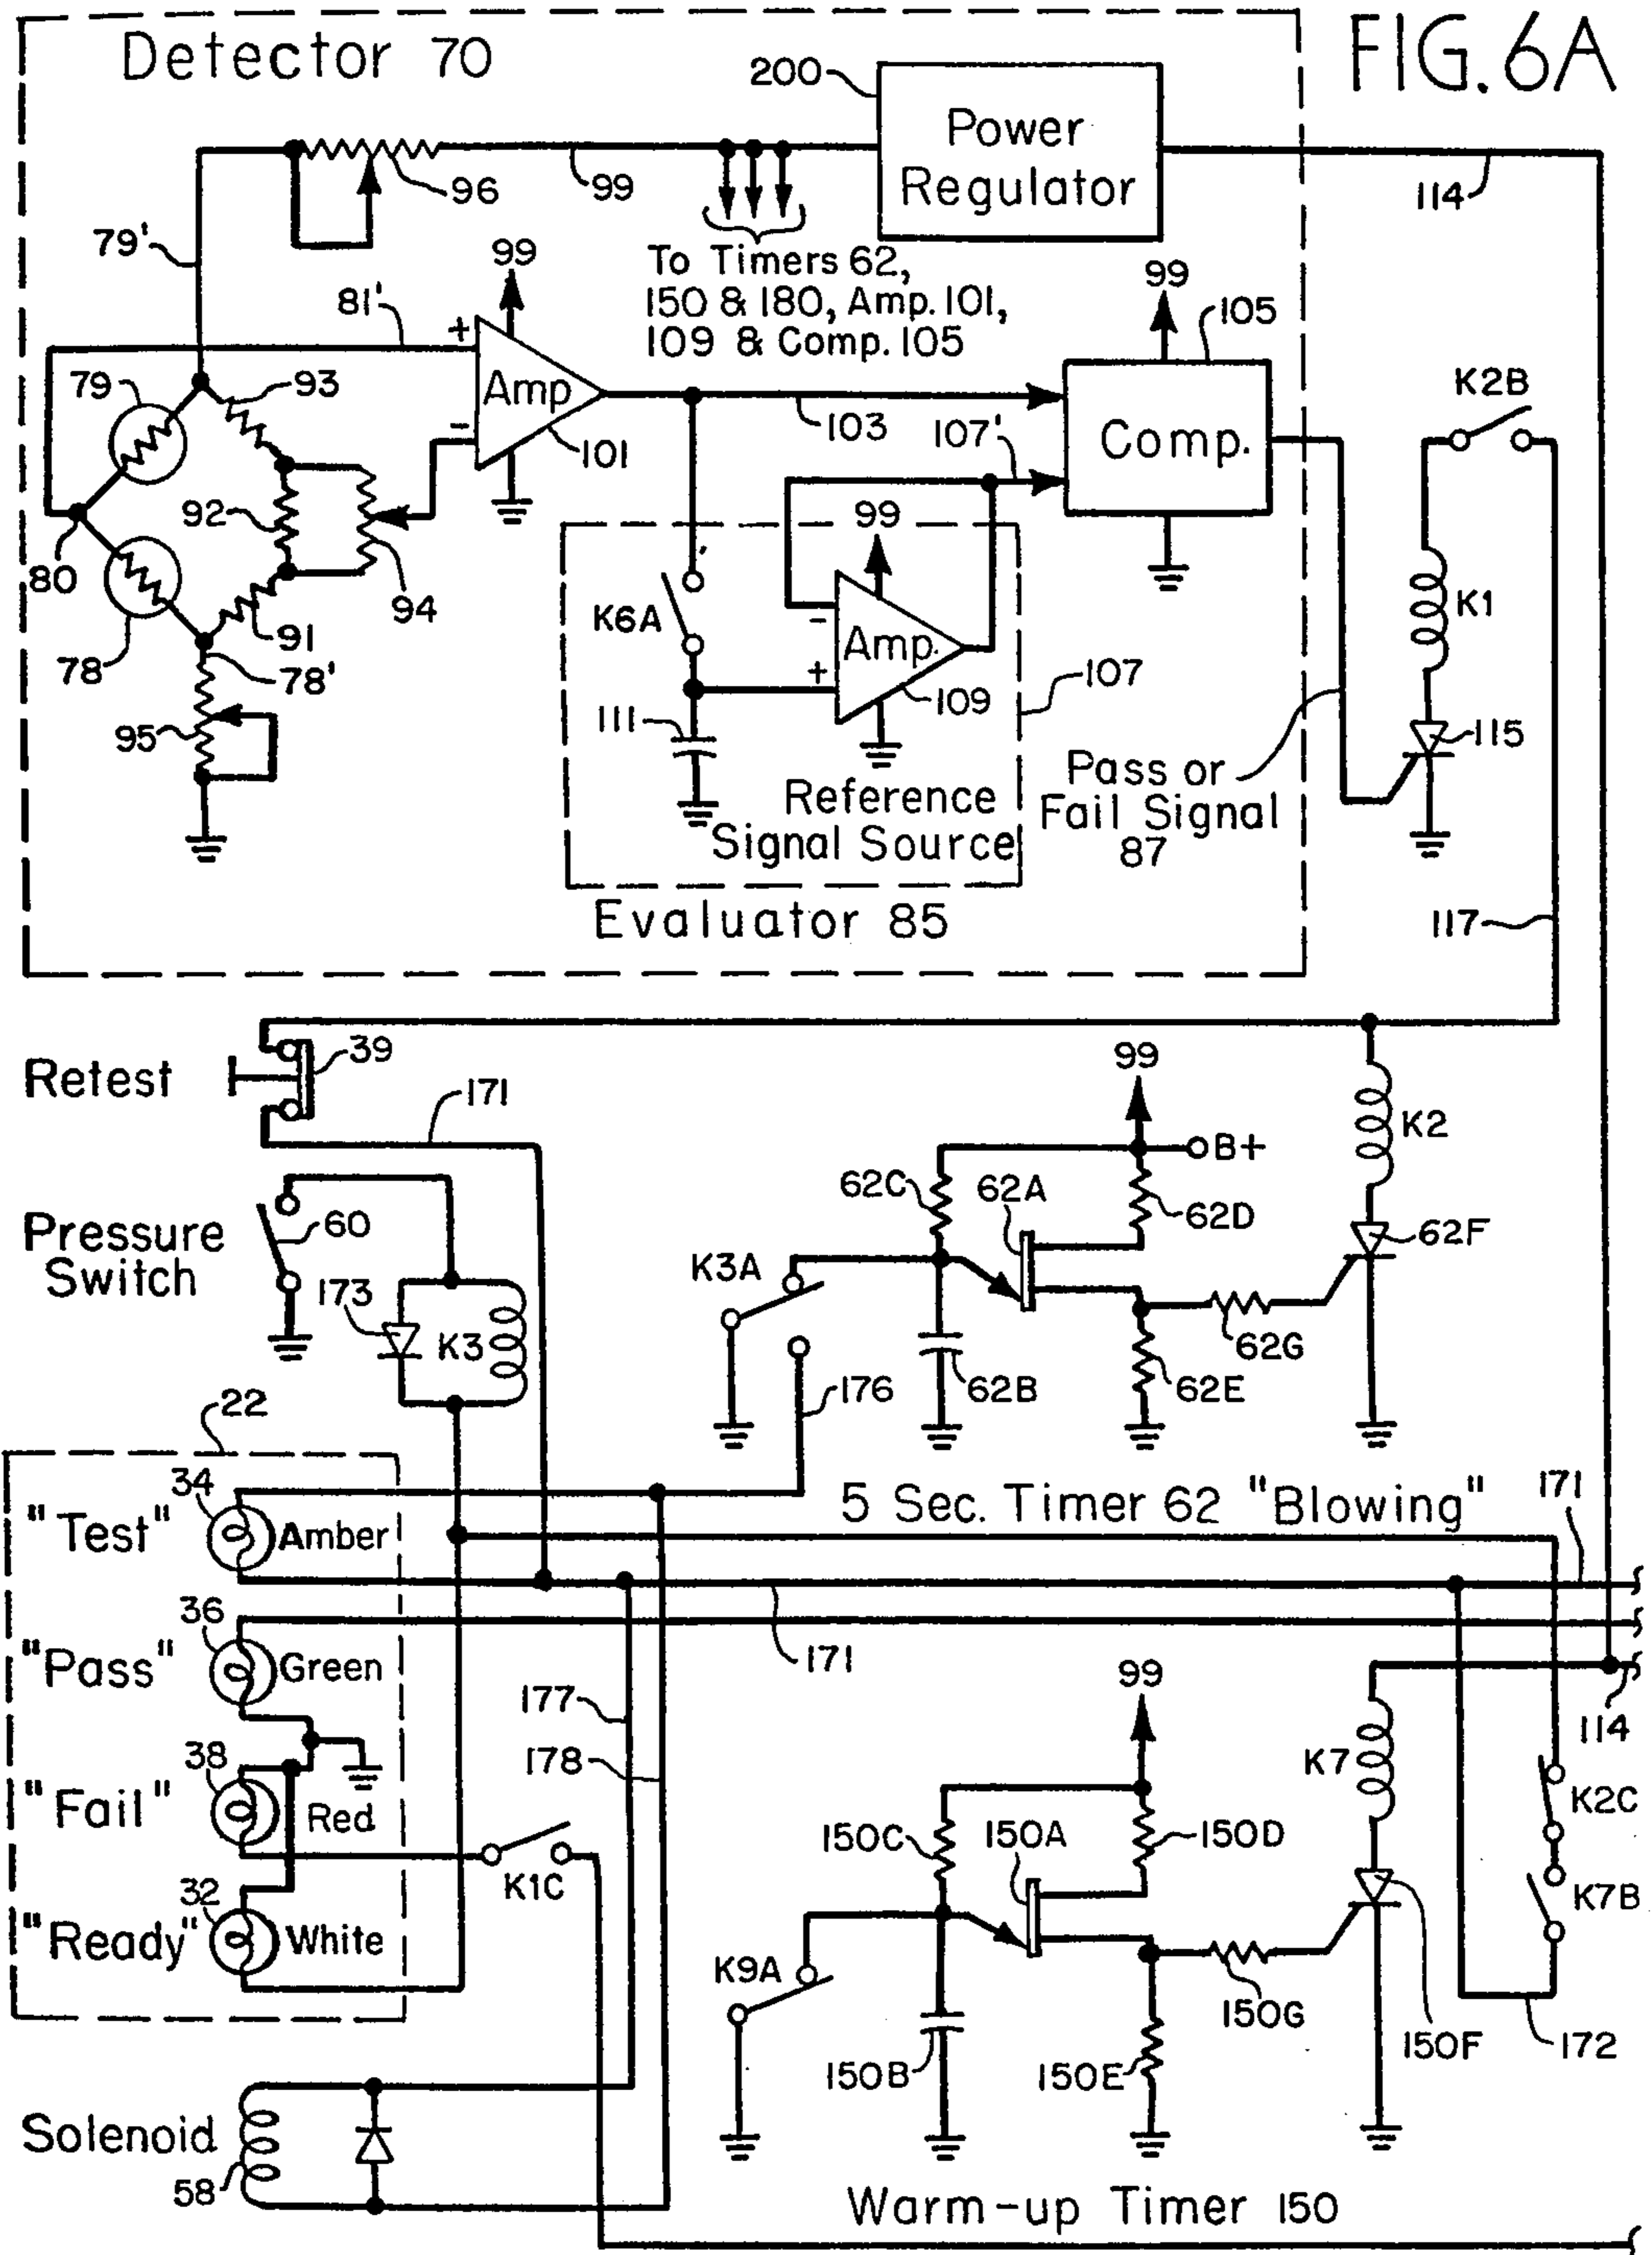 FIG. 6A
Detector 70
200
Power
Regulator
96
99
114
79'
To Timers 62,
150 & 180, Amp. 101,
109 & Comp. 105
99
81'
+
-
Amp
101
99
105
Comp.
K2B
79
93
92
94
80
78
91
78'
95
103
107'
99
K6A
-
+
Amp.
109
107
111
Reference
Signal Source
Evaluator 85
Pass or
Fail Signal
87
K1
115
117
Retest
39
171
99
B+
K2
62C
62A
62D
62F
Pressure
Switch
60
173
K3
K3A
62G
62B
62E
176
22
34
"Test"
Amber
5 Sec. Timer 62 "Blowing"
171
36
"Pass"
Green
171
177
99
114
38
178
K7
K2C
"Fail"
Red
K1C
150C
150A
150D
K7B
32
"Ready"
White
K9A
150G
150F
172
150B
150E
Solenoid
58
Warm-up Timer 150